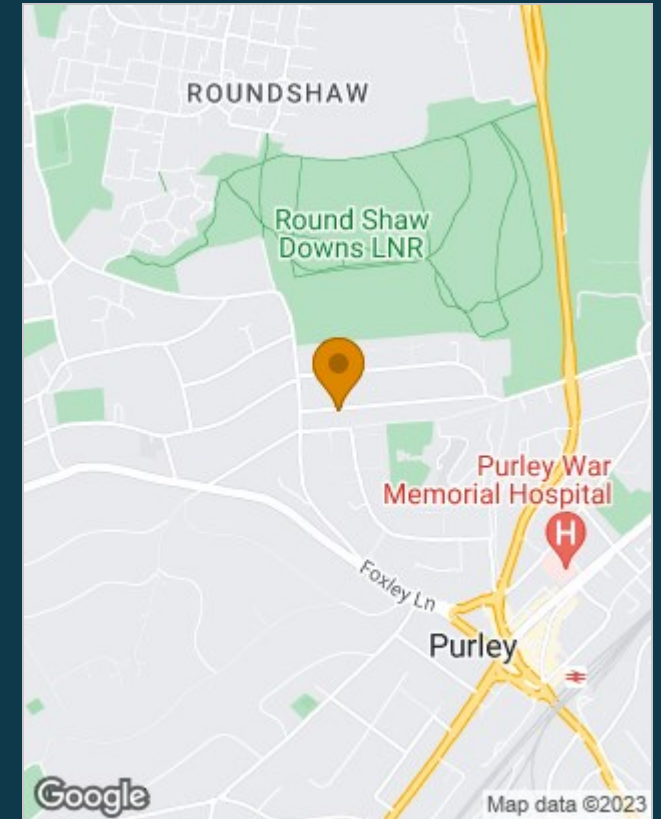 ROUNDSHAW
Round Shaw
Downs LNR
Purley War
Memorial Hospital
H
Foxley Ln
Purley
Google
Map data ©2023